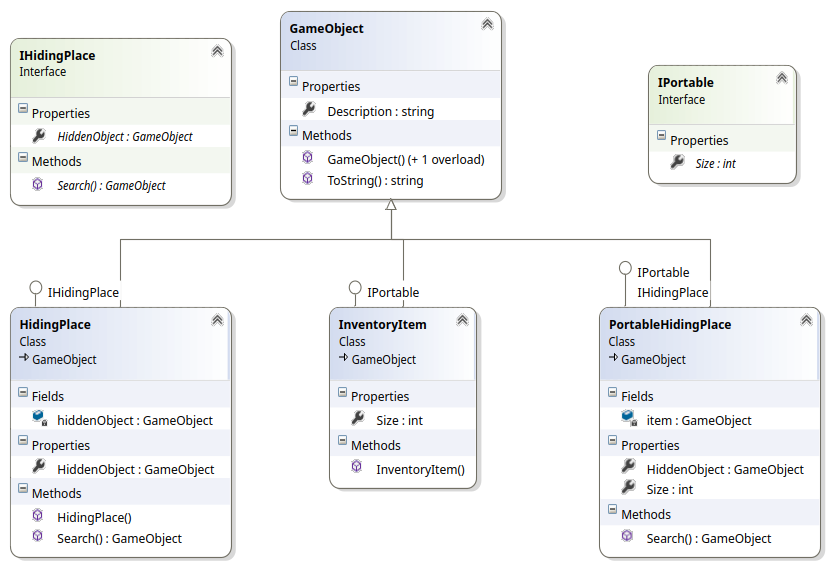 IHidingPlace
Interface
Properties
HiddenObject : GameObject
Methods
Search() : GameObject
GameObject
Class
Properties
Description : string
Methods
GameObject() (+ 1 overload)
ToString() : string
IPortable
Interface
Properties
Size : int
IHidingPlace
HidingPlace
Class
GameObject
Fields
hiddenObject : GameObject
Properties
HiddenObject : GameObject
Methods
HidingPlace()
Search() : GameObject
IPortable
InventoryItem
Class
GameObject
Properties
Size : int
Methods
InventoryItem()
IPortable
IHidingPlace
PortableHidingPlace
Class
GameObject
Fields
item : GameObject
Properties
HiddenObject : GameObject
Size : int
Methods
Search() : GameObject